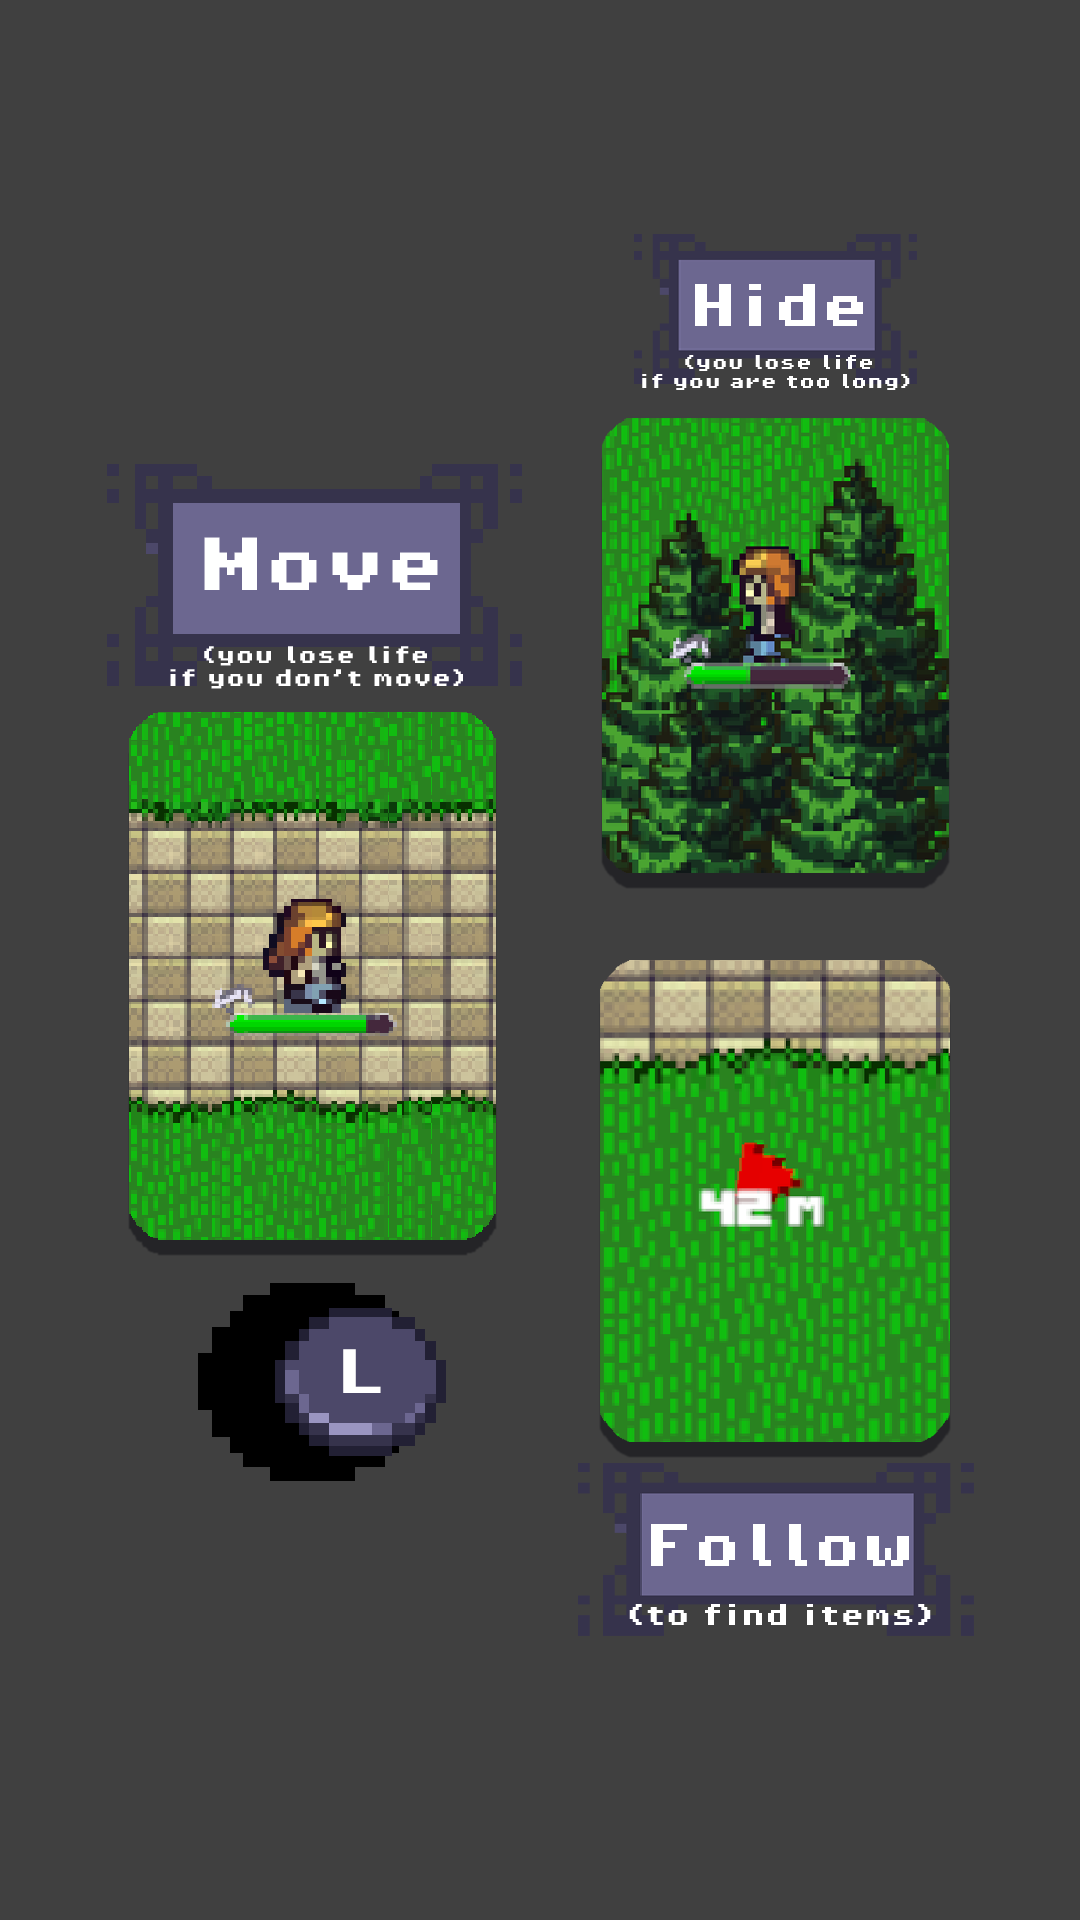 Move
(you lose life
if you don't move)
L
Hide
(you lose life
if you are too long)
42 m
Follow
(to find items)